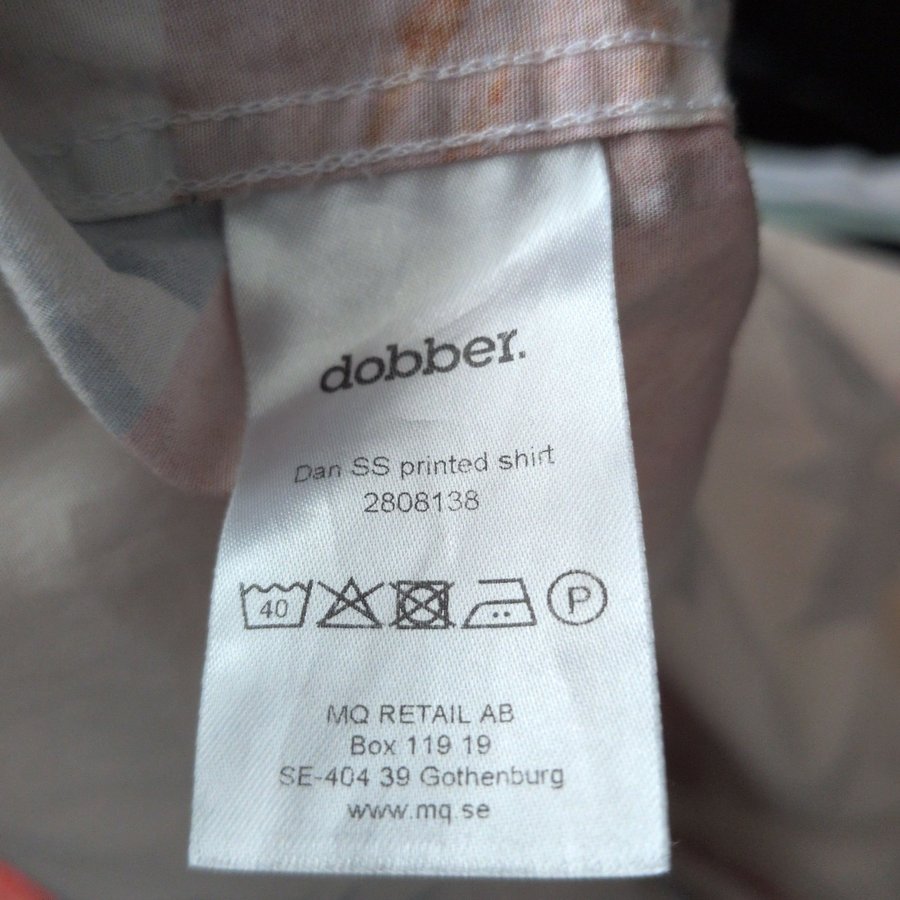 dobber.
Dan SS printed shirt
2808138
40
P
MQ RETAIL AB
Box 119 19
SE-404 39 Gothenburg
www.mq.se